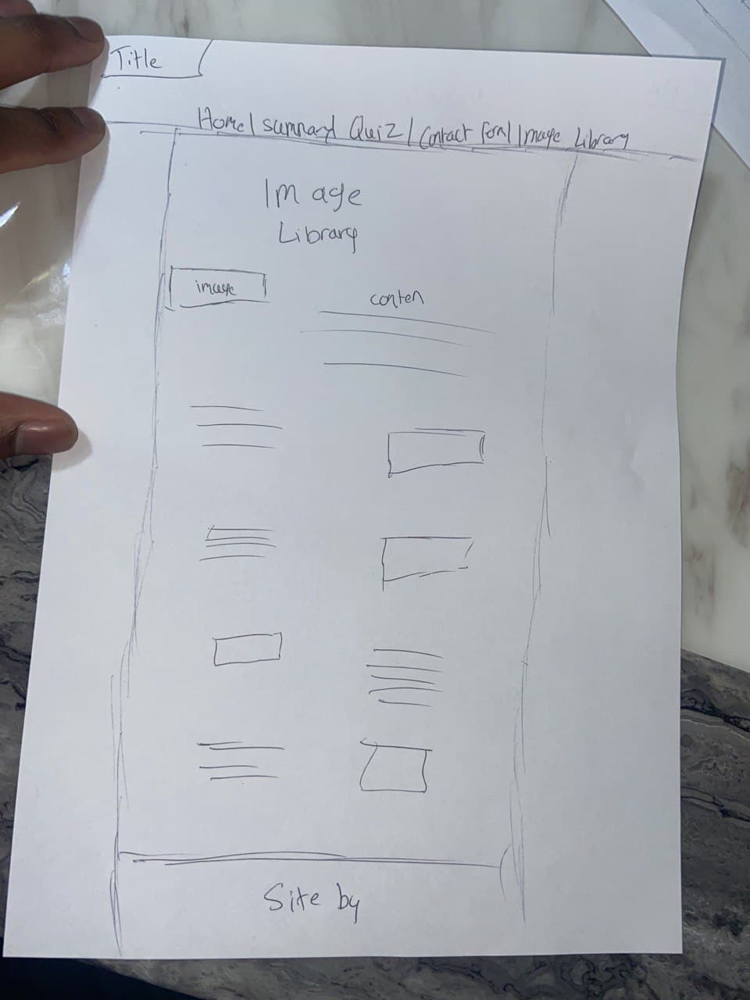 Title
Home | summary Quiz | Contact Form | Image Library
Image
Library
image
conten
Site by